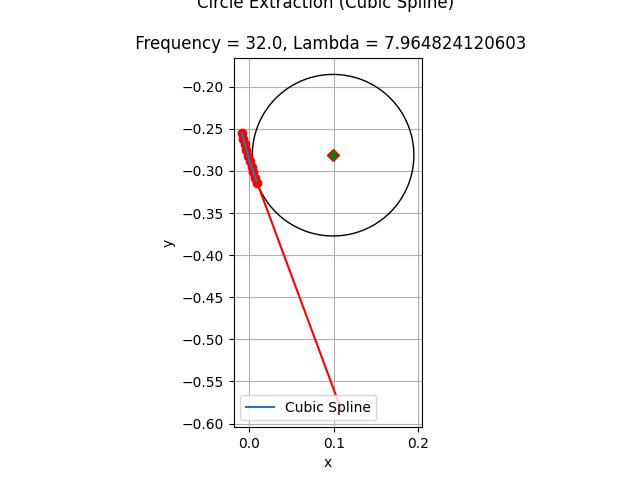 Circle Extraction (Cubic Spline)
Frequency = 32.0, Lambda = 7.964824120603
−0.20
−0.25
−0.30
−0.35
−0.40
−0.45
−0.50
−0.55
−0.60
y
Cubic Spline
0.0 0.1 0.2
x